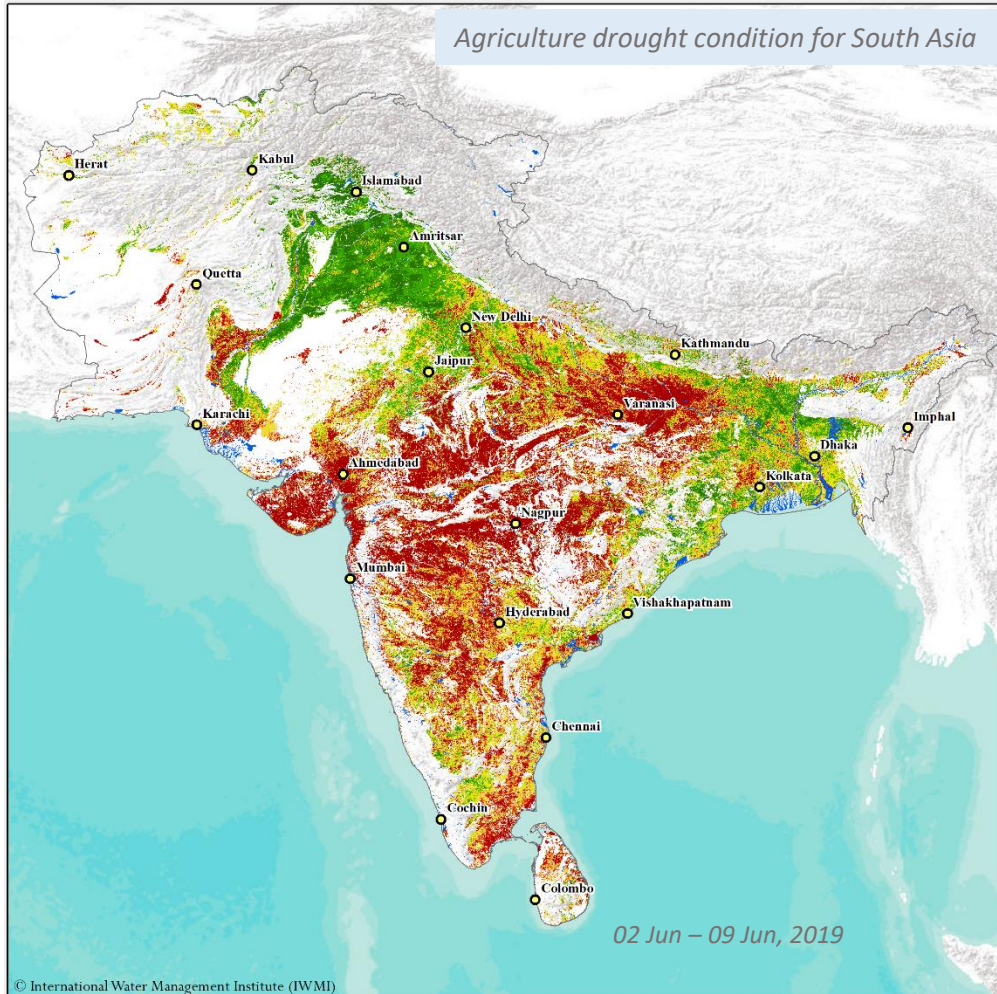 Agriculture drought condition for South Asia
Kabul
Herat
Islamabad
Amritsar
Quetta
New Delhi
Kathmandu
Jaipur
Varanasi
Karachi
Imphal
Dhaka
Ahmedabad
Kolkata
Nagpur
Mumbai
Vishakhapatnam
Hyderabad
Chennai
Cochin
Colombo
02 Jun – 09 Jun, 2019
© International Water Management Institute (IWMI)